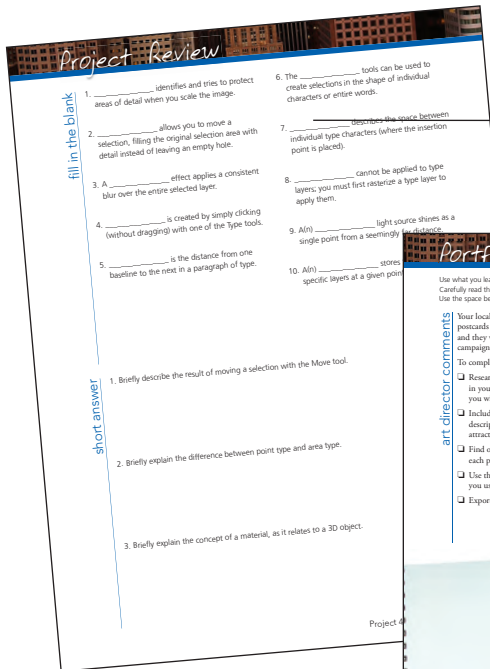 Project Review
fill in the blank
1. ______________ identifies and tries to protect
areas of detail when you scale the image.
2. ______________ allows you to move a
selection, filling the original selection area with
detail instead of leaving an empty hole.
3. A ______________ effect applies a consistent
blur over the entire selected layer.
4. ______________ is created by simply clicking
(without dragging) with one of the Type tools.
5. ______________ is the distance from one
baseline to the next in a paragraph of type.
6. The ______________ tools can be used to
create selections in the shape of individual
characters or entire words.
7. ______________ describes the space between
individual type characters (where the insertion
point is placed).
8. ______________ cannot be applied to type
layers; you must first rasterize a type layer to
apply them.
9. A(n) ______________ light source shines as a
single point from a seemingly far distance.
10. A(n) ______________ stores
specific layers at a given point
short answer
1. Briefly describe the result of moving a selection with the Move tool.
2. Briefly explain the difference between point type and area type.
3. Briefly explain the concept of a material, as it relates to a 3D object.
Project 4
Portf
Use what you lea
Carefully read th
Use the space be
art director comments
Your local
postcards
and they
campaign
To compl
❑ Resear
in you
you w
❑ Includ
descrip
attract
❑ Find o
each p
❑ Use th
you us
❑ Expor